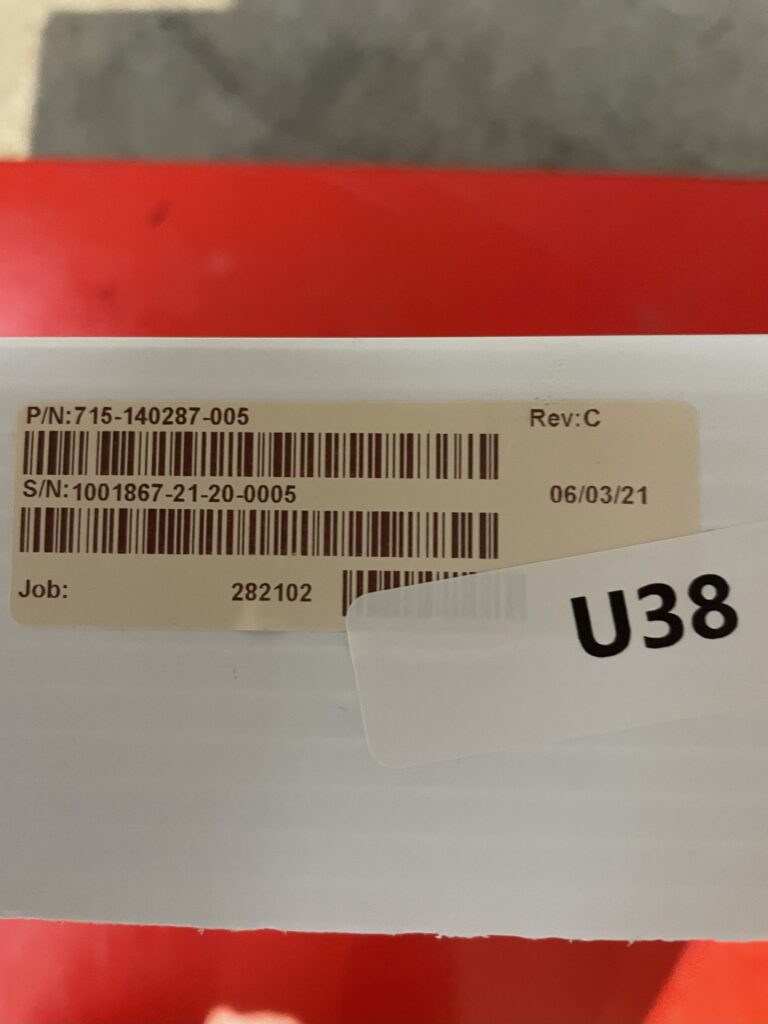 P/N:715-140287-005
Rev:C
S/N:1001867-21-20-0005
06/03/21
Job: 282102
U38